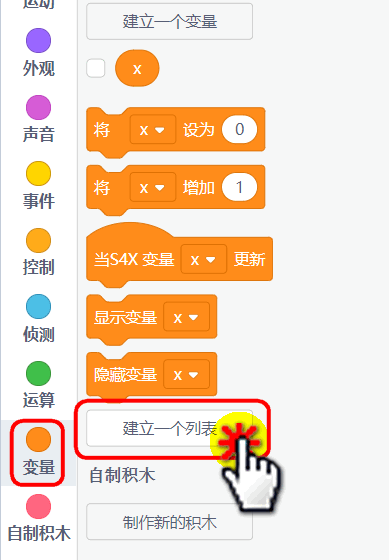 运动
外观
声音
事件
控制
侦测
运算
变量
自制积木
建立一个变量
x
将 x 设为 0
将 x 增加 1
当S4X 变量 x 更新
显示变量 x
隐藏变量 x
建立一个列表
自制积木
制作新的积木